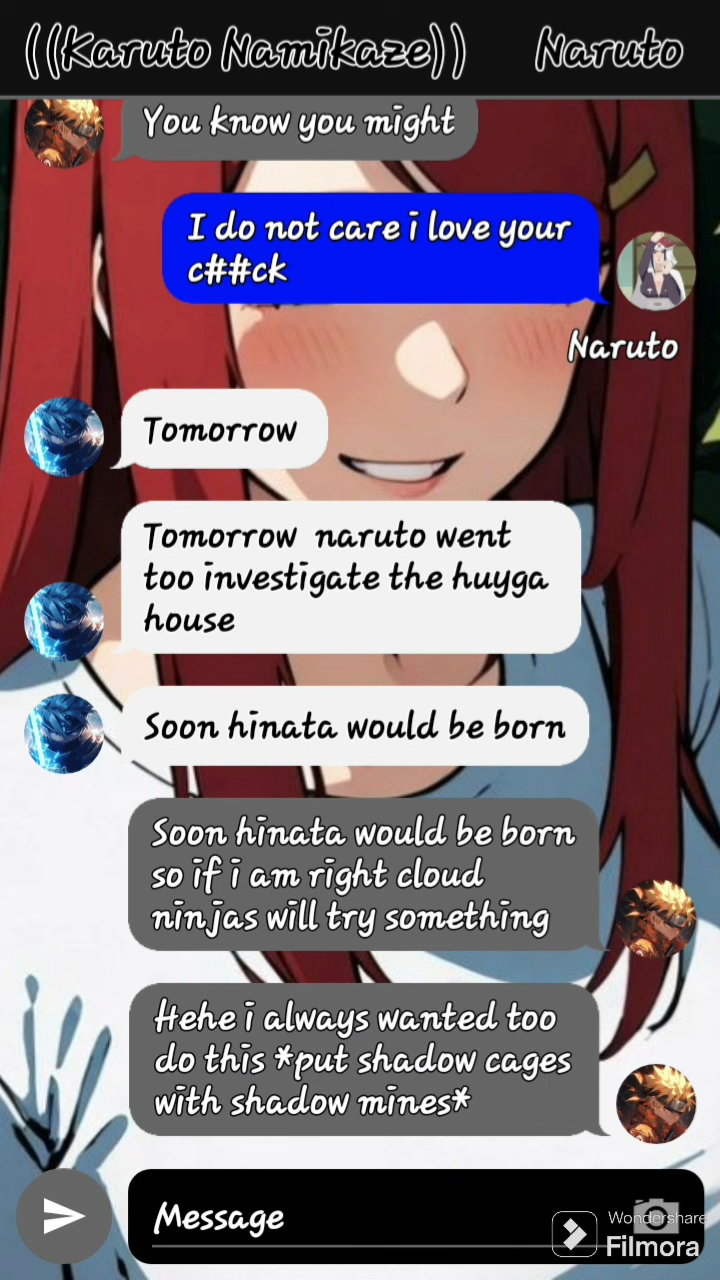 ((Karuto Namikaze)) Naruto
You know you might
I do not care i love your
c##ck
Naruto
Tomorrow
Tomorrow naruto went
too investigate the huyga
house
Soon hinata would be born
Soon hinata would be born
so if i am right cloud
ninjas will try something
Hehe i always wanted too
do this *put shadow cages
with shadow mines*
Message
Wondershare
Filmora